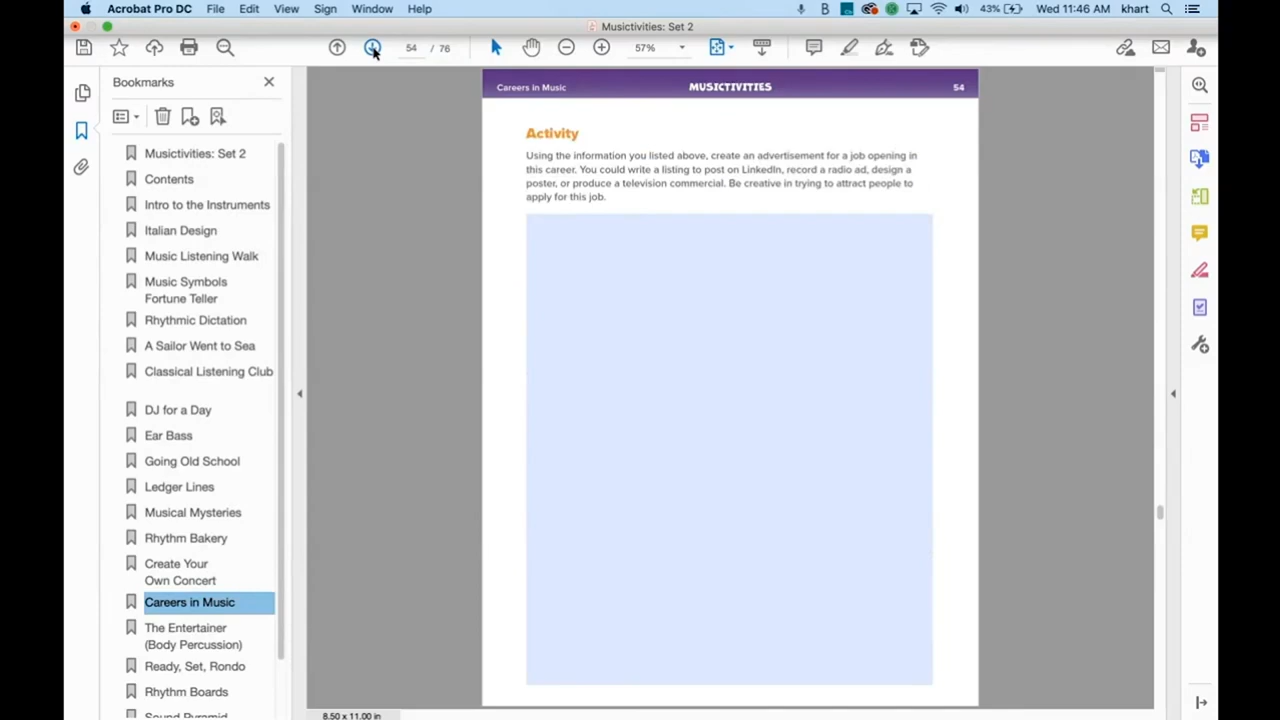 Acrobat Pro DC File Edit View Sign Window Help 43% Wed 11:46 AM khart
Musictivities: Set 2
54 / 76 57%
Bookmarks
Musictivities: Set 2
Contents
Intro to the Instruments
Italian Design
Music Listening Walk
Music Symbols
Fortune Teller
Rhythmic Dictation
A Sailor Went to Sea
Classical Listening Club
DJ for a Day
Ear Bass
Going Old School
Ledger Lines
Musical Mysteries
Rhythm Bakery
Create Your
Own Concert
Careers in Music
The Entertainer
(Body Percussion)
Ready, Set, Rondo
Rhythm Boards
Sound Pyramid
Careers in Music MUSICTIVITIES 54
Activity
Using the information you listed above, create an advertisement for a job opening in
this career. You could write a listing to post on LinkedIn, record a radio ad, design a
poster, or produce a television commercial. Be creative in trying to attract people to
apply for this job.
8.50 x 11.00 in